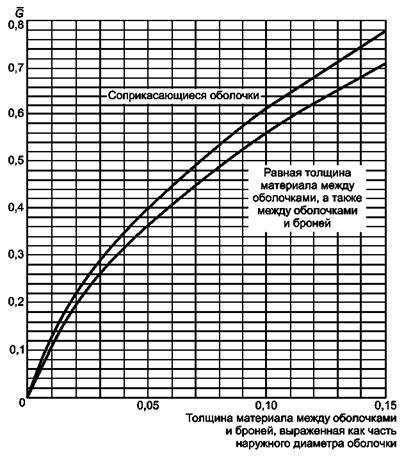 G̅
0,8
0,7
0,6
0,5
0,4
0,3
0,2
0,1
0
0,05
0,10
0,15
Соприкасающиеся оболочки
Равная толщина
материала между
оболочками, а также
между оболочками
и броней
Толщина материала между оболочками
и броней, выраженная как часть
наружного диаметра оболочки